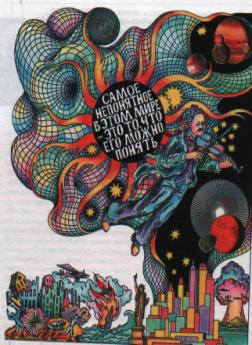 САМОЕ
НЕПОНЯТНОЕ
В ЭТОМ МИРЕ
ЭТО ТО, ЧТО
ЕГО МОЖНО
ПОНЯТЬ